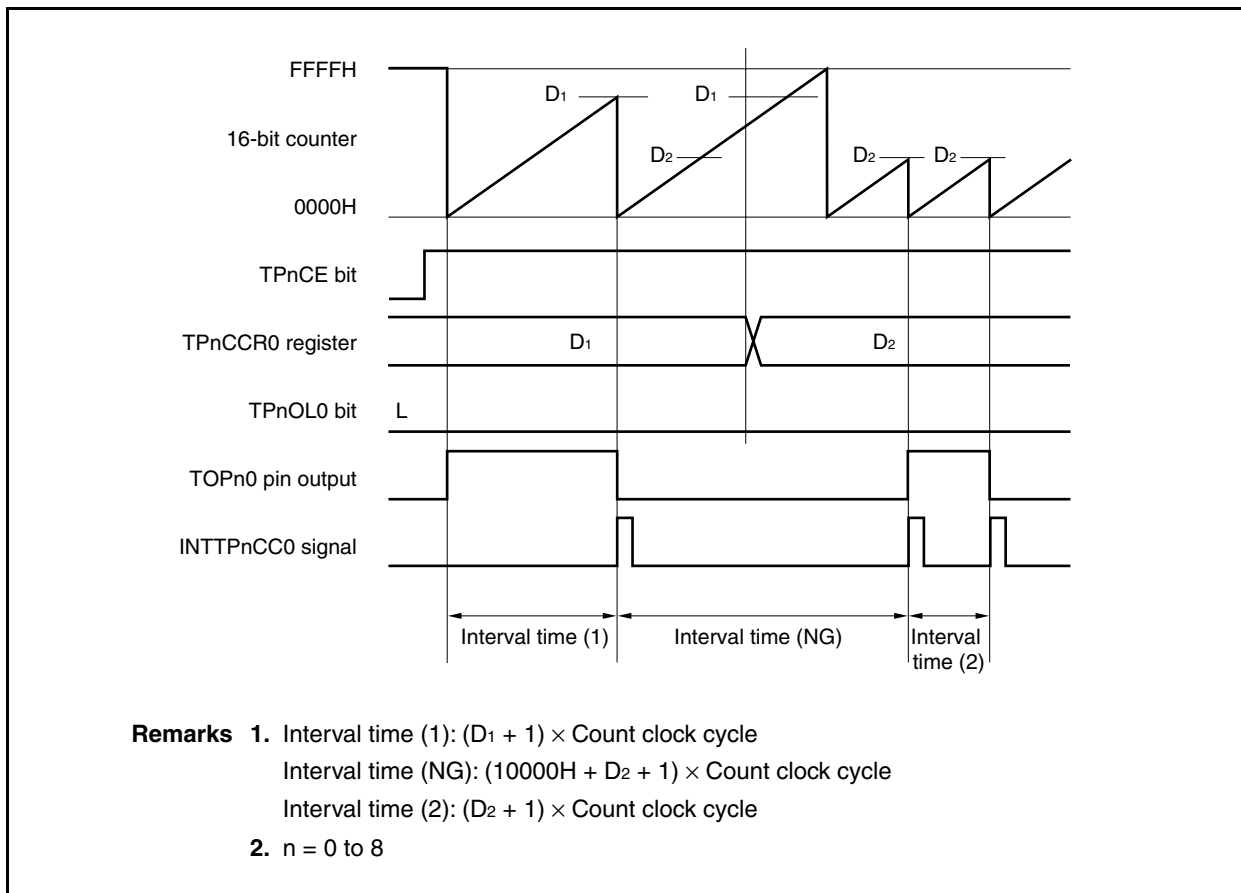 FFFFH
D1
D1
16-bit counter
D2
D2
D2
0000H
TPnCE bit
TPnCCR0 register
D1
D2
TPnOL0 bit
L
TOPn0 pin output
INTTPnCC0 signal
Interval time (1)
Interval time (NG)
Interval
time (2)
Remarks 1. Interval time (1): (D1 + 1) × Count clock cycle
Interval time (NG): (10000H + D2 + 1) × Count clock cycle
Interval time (2): (D2 + 1) × Count clock cycle
2. n = 0 to 8